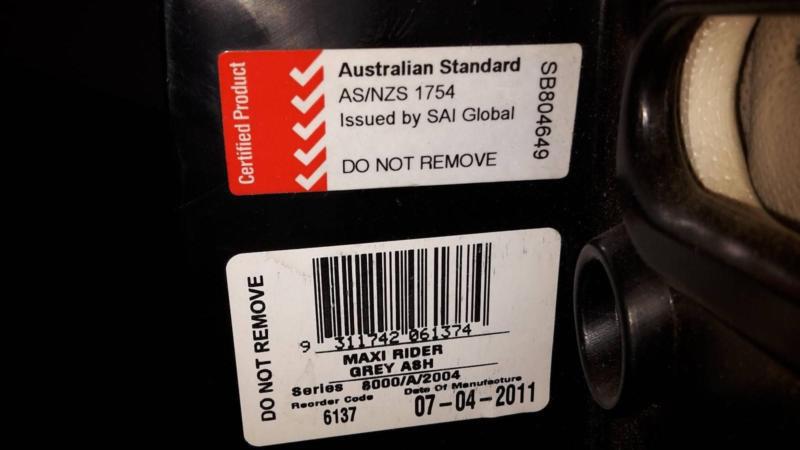 Certified Product
Australian Standard
AS/NZS 1754
Issued by SAI Global
DO NOT REMOVE
SB804649
DO NOT REMOVE
9 311742 061374
MAXI RIDER
GREY ASH
Series 8000/A/2004
Reorder Code
6137
Date Of Manufacture
07-04-2011